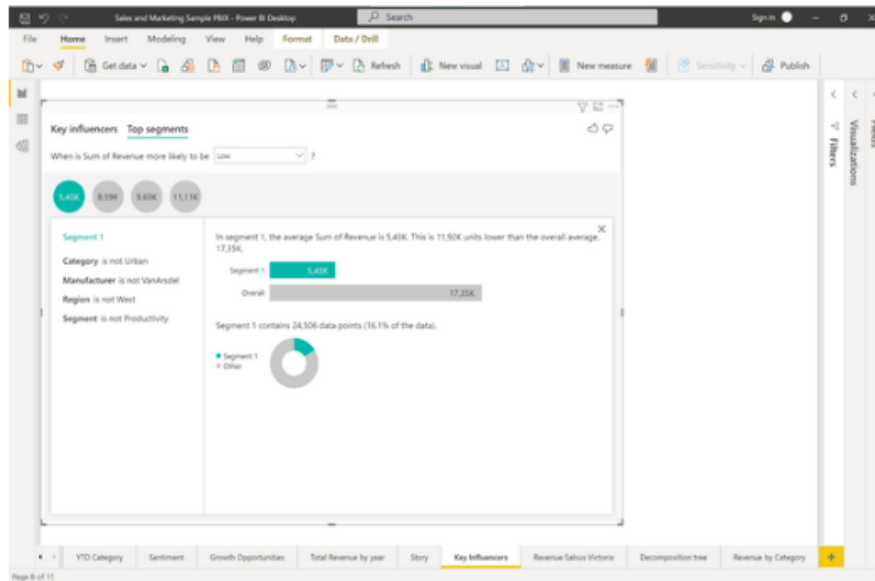 Sales and Marketing Sample PBIX - Power BI Desktop
Search
Sign in
File Home Insert Modeling View Help Format Data / Drill
Get data Refresh New visual New measure Sensitivity Publish
Key influencers Top segments
When is Sum of Revenue more likely to be Low ?
5,43K 8,59K 9,69K 11,11K
Segment 1
Category is not Urban
Manufacturer is not VanArsdel
Region is not West
Segment is not Productivity
In segment 1, the average Sum of Revenue is 5,43K. This is 11,92K units lower than the overall average,
17,35K.
Segment 1 5,43K
Overall 17,35K
Segment 1 contains 24,506 data points (16.1% of the data).
Segment 1
Other
Filters
Visualizations
YTD Category Sentiment Growth Opportunities Total Revenue by year Story Key Influencers Revenue Salvus Victoria Decomposition tree Revenue by Category
Page 8 of 11